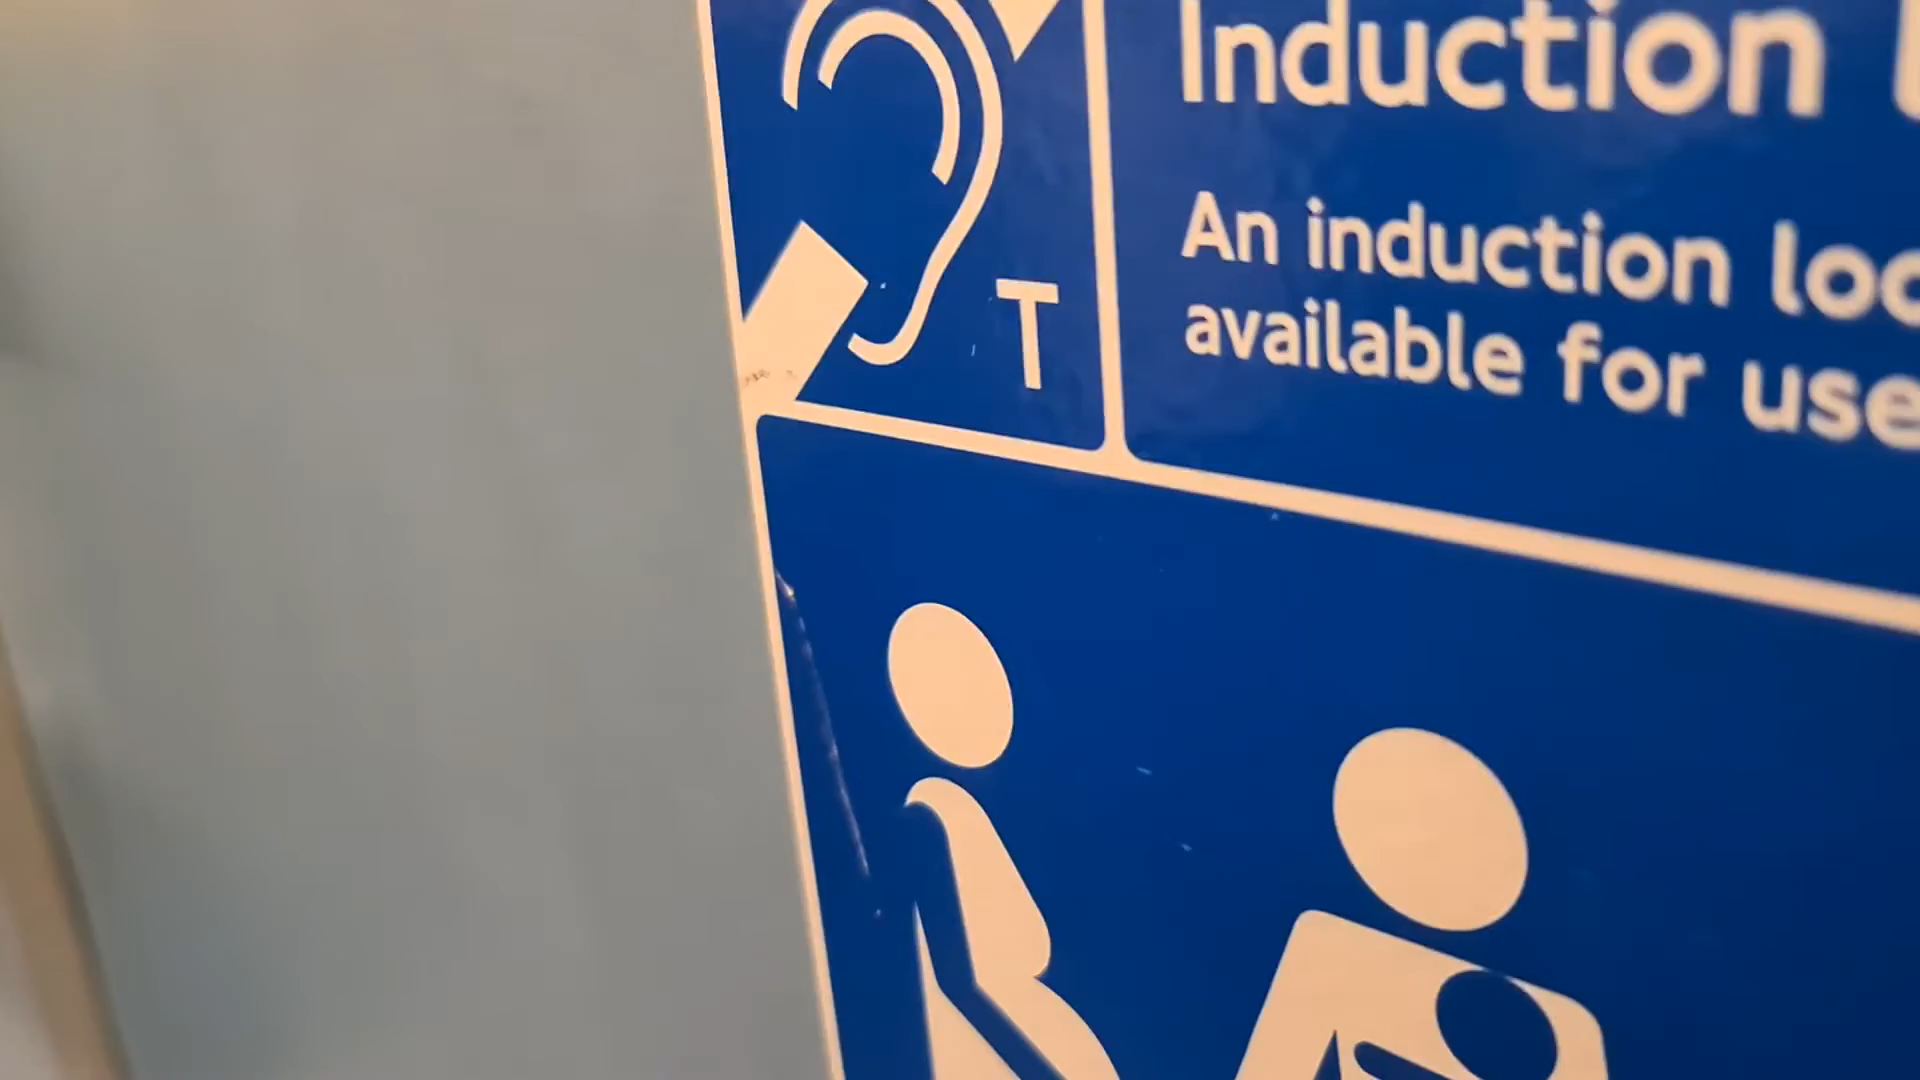 Induction
An induction
available for use
T